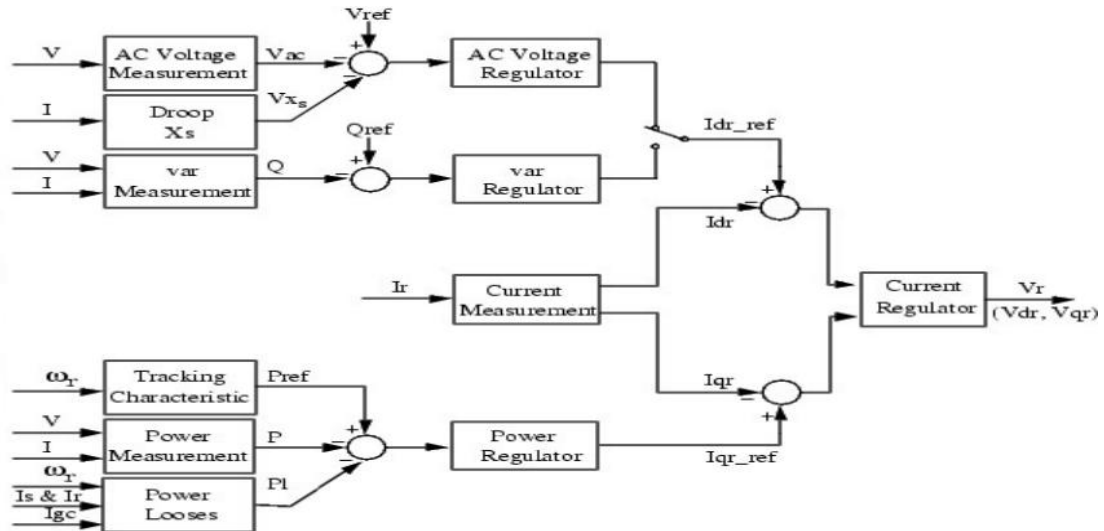 Vref
V
AC Voltage
Measurement
Vac
+
−
−
AC Voltage
Regulator
I
Droop
Xs
Vxs
Qref
V
I
var
Measurement
Q
+
−
var
Regulator
Idr_ref
+
−
Idr
Ir
Current
Measurement
Current
Regulator
Vr
(Vdr, Vqr)
ωr
Tracking
Characteristic
Pref
Iqr
−
+
V
I
Power
Measurement
P
+
−
−
Power
Regulator
Iqr_ref
ωr
Is & Ir
Igc
Power
Looses
Pl